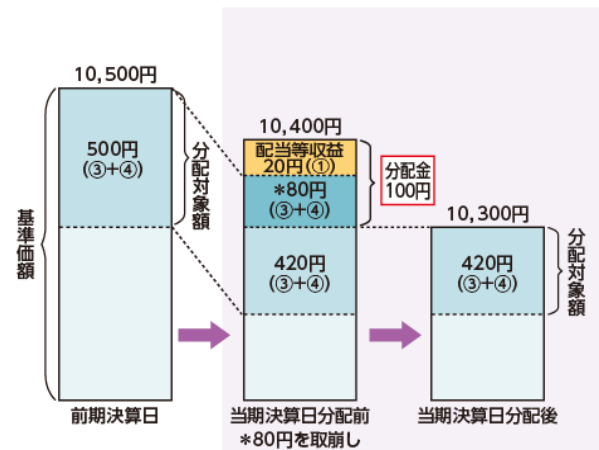 10,500円
500円
(③+④)
分配対象額
基準価額
前期決算日
10,400円
配当等収益
20円(①)
*80円
(③+④)
420円
(③+④)
分配金
100円
当期決算日分配前
*80円を取崩し
10,300円
420円
(③+④)
分配対象額
当期決算日分配後